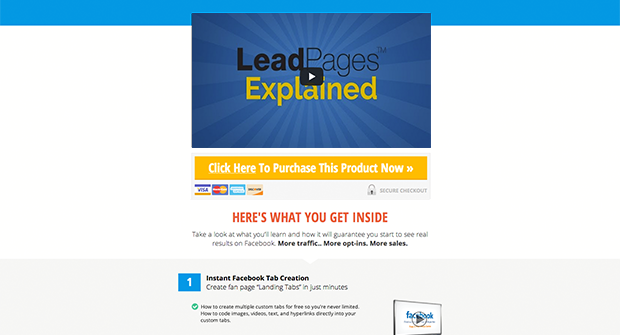 LeadPages™
Explained
Click Here To Purchase This Product Now »
VISA MasterCard DISCOVER SECURE CHECKOUT
HERE'S WHAT YOU GET INSIDE
Take a look at what you'll learn and how it will guarantee you start to see real
results on Facebook. More traffic.. More opt-ins. More sales.
1 Instant Facebook Tab Creation
Create fan page "Landing Tabs" in just minutes
How to create multiple custom tabs for free so you're never limited.
How to code images, videos, text, and hyperlinks directly into your
custom tabs.
facebook